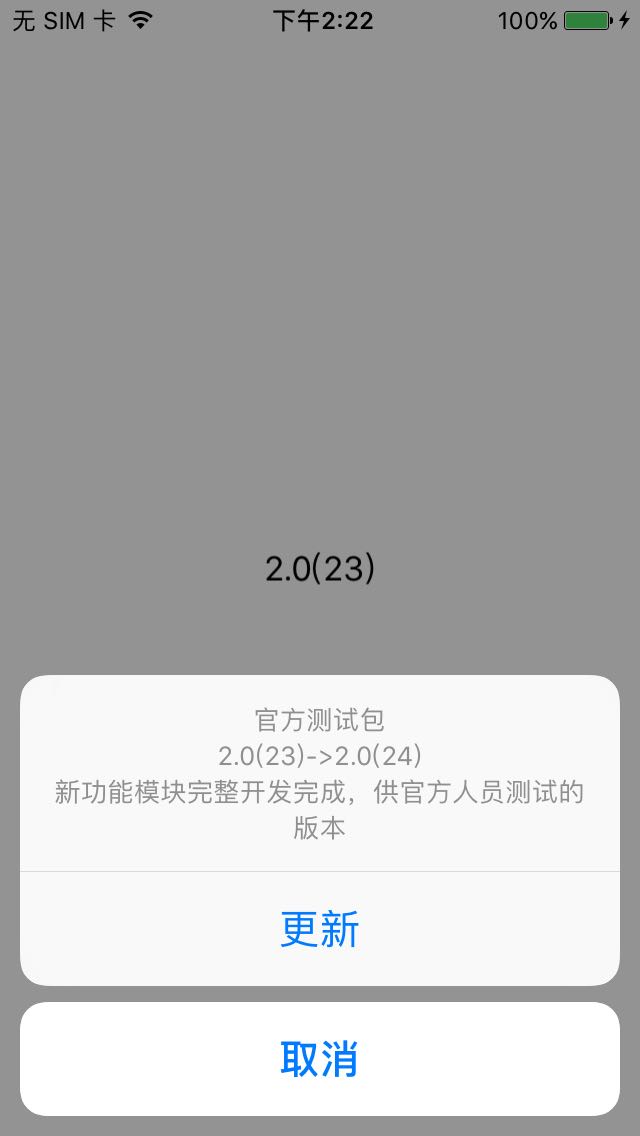 无 SIM 卡 下午2:22 100%
2.0(23)
官方测试包
2.0(23)->2.0(24)
新功能模块完整开发完成，供官方人员测试的
版本
更新
取消